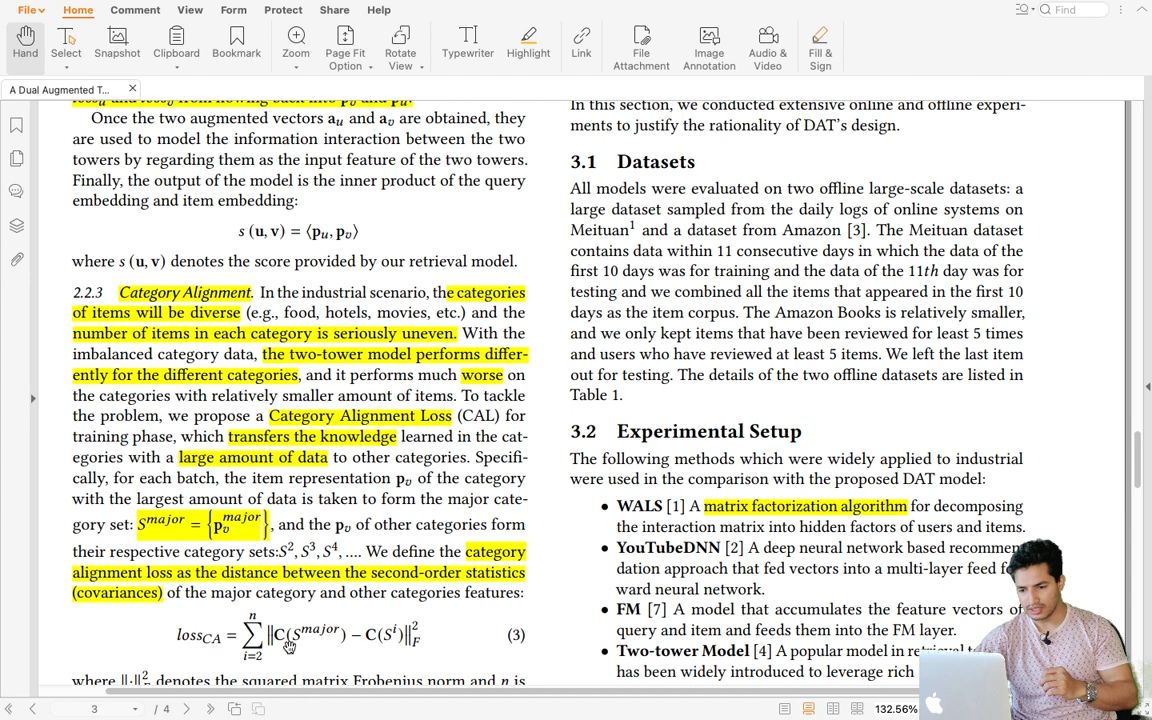 File
Home
Comment
View
Form
Protect
Share
Help
Find
Hand
Select
Snapshot
Clipboard
Bookmark
Zoom
Page Fit Option
Rotate View
Typewriter
Highlight
Link
File Attachment
Image Annotation
Audio & Video
Fill & Sign
A Dual Augmented T...
Once the two augmented vectors aᵤ and aᵥ are obtained, they
are used to model the information interaction between the two
towers by regarding them as the input feature of the two towers.
Finally, the output of the model is the inner product of the query
embedding and item embedding:
s (u, v) = ⟨pᵤ, pᵥ⟩
where s (u, v) denotes the score provided by our retrieval model.
2.2.3 Category Alignment. In the industrial scenario, the categories
of items will be diverse (e.g., food, hotels, movies, etc.) and the
number of items in each category is seriously uneven. With the
imbalanced category data, the two-tower model performs differ-
ently for the different categories, and it performs much worse on
the categories with relatively smaller amount of items. To tackle
the problem, we propose a Category Alignment Loss (CAL) for
training phase, which transfers the knowledge learned in the cat-
egories with a large amount of data to other categories. Specifi-
cally, for each batch, the item representation pᵥ of the category
with the largest amount of data is taken to form the major cate-
gory set: S^major = {pᵥ^major}, and the pᵥ of other categories form
their respective category sets:S², S³, S⁴, .... We define the category
alignment loss as the distance between the second-order statistics
(covariances) of the major category and other categories features:
loss_CA = ∑_{i=2}^{n} ‖C(S^major) − C(S^i)‖²_F (3)
where ‖·‖²_F denotes the squared matrix Frobenius norm and n is
In this section, we conducted extensive online and offline experi-
ments to justify the rationality of DAT's design.
3.1 Datasets
All models were evaluated on two offline large-scale datasets: a
large dataset sampled from the daily logs of online systems on
Meituan¹ and a dataset from Amazon [3]. The Meituan dataset
contains data within 11 consecutive days in which the data of the
first 10 days was for training and the data of the 11th day was for
testing and we combined all the items that appeared in the first 10
days as the item corpus. The Amazon Books is relatively smaller,
and we only kept items that have been reviewed for least 5 times
and users who have reviewed at least 5 items. We left the last item
out for testing. The details of the two offline datasets are listed in
Table 1.
3.2 Experimental Setup
The following methods which were widely applied to industrial
were used in the comparison with the proposed DAT model:
• WALS [1] A matrix factorization algorithm for decomposing
the interaction matrix into hidden factors of users and items.
• YouTubeDNN [2] A deep neural network based recommen
dation approach that fed vectors into a multi-layer feed
ward neural network.
• FM [7] A model that accumulates the feature vectors of
query and item and feeds them into the FM layer.
• Two-tower Model [4] A popular model in
has been widely introduced to leverage rich
3
/ 4
132.56%